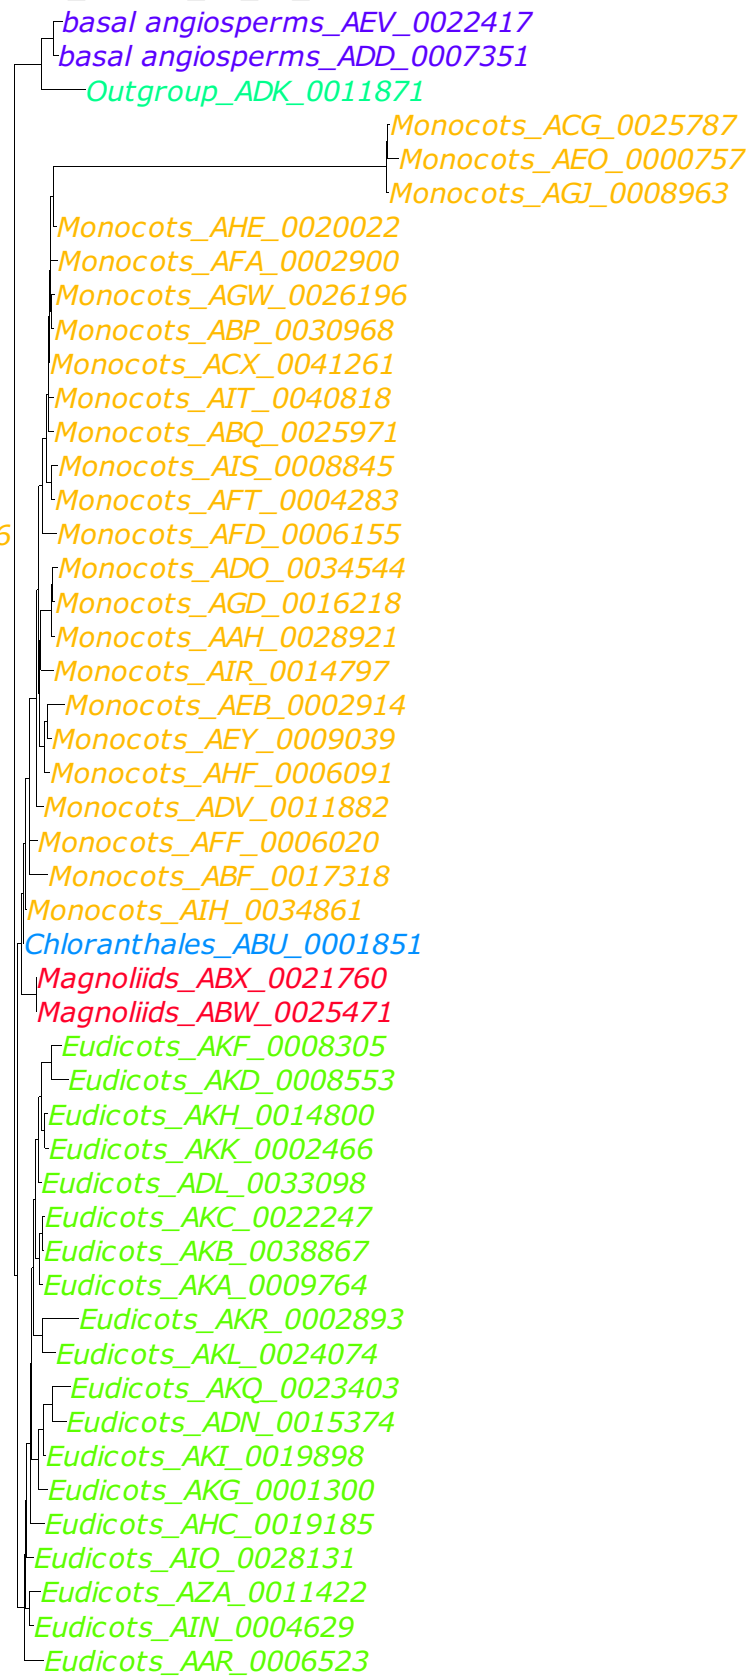 basal angiosperms_AEV_0022417
basal angiosperms_ADD_0007351
Outgroup_ADK_0011871
Monocots_ACG_0025787
Monocots_AEO_0000757
Monocots_AGJ_0008963
Monocots_AHE_0020022
Monocots_AFA_0002900
Monocots_AGW_0026196
Monocots_ABP_0030968
Monocots_ACX_0041261
Monocots_AIT_0040818
Monocots_ABQ_0025971
Monocots_AIS_0008845
Monocots_AFT_0004283
6
Monocots_AFD_0006155
Monocots_ADO_0034544
Monocots_AGD_0016218
Monocots_AAH_0028921
Monocots_AIR_0014797
Monocots_AEB_0002914
Monocots_AEY_0009039
Monocots_AHF_0006091
Monocots_ADV_0011882
Monocots_AFF_0006020
Monocots_ABF_0017318
Monocots_AIH_0034861
Chloranthales_ABU_0001851
Magnoliids_ABX_0021760
Magnoliids_ABW_0025471
Eudicots_AKF_0008305
Eudicots_AKD_0008553
Eudicots_AKH_0014800
Eudicots_AKK_0002466
Eudicots_ADL_0033098
Eudicots_AKC_0022247
Eudicots_AKB_0038867
Eudicots_AKA_0009764
Eudicots_AKR_0002893
Eudicots_AKL_0024074
Eudicots_AKQ_0023403
Eudicots_ADN_0015374
Eudicots_AKI_0019898
Eudicots_AKG_0001300
Eudicots_AHC_0019185
Eudicots_AIO_0028131
Eudicots_AZA_0011422
Eudicots_AIN_0004629
Eudicots_AAR_0006523